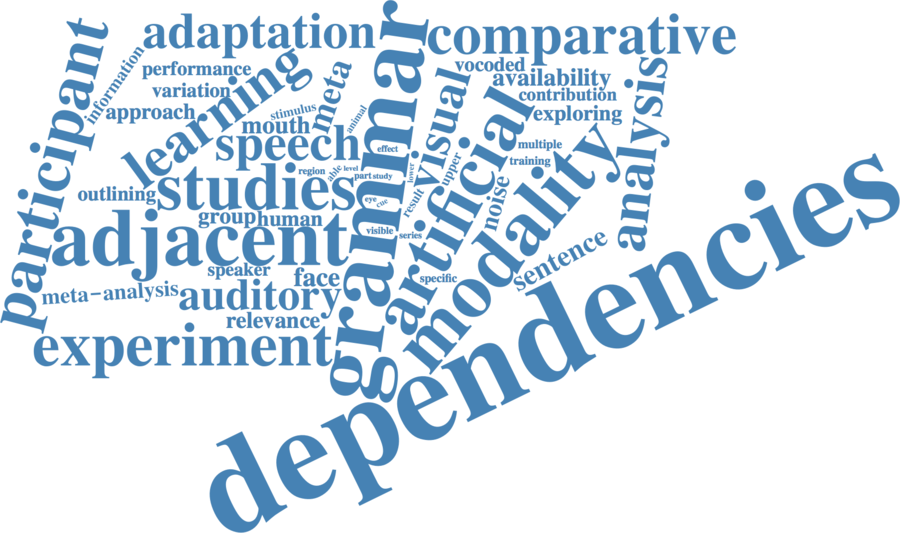 participant
information
adaptation
performance
variation
approach
learning
meta
stimulus
mouth
animal
speech
grammar
comparative
vocoded
availability
contribution
exploring
visual
analysis
effect
multiple
training
artificial
upper
lower
region
able
level
part
study
studies
outlining
eye
cue
result
noise
modality
group
human
visible
series
adjacent
speaker
face
specific
sentence
meta-analysis
auditory
relevance
experiment
dependencies